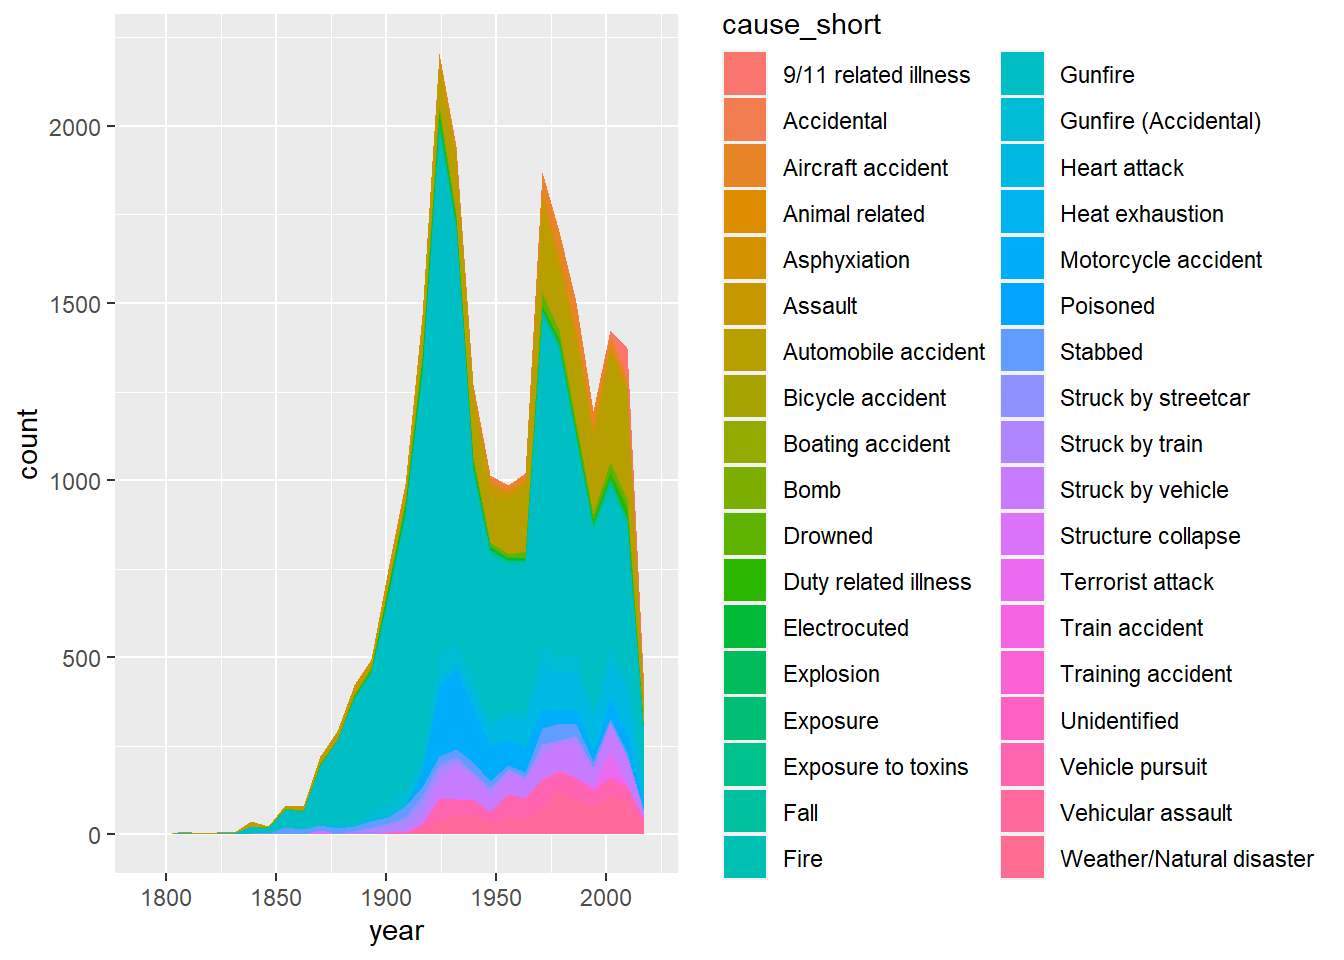 cause_short
9/11 related illness
Accidental
Aircraft accident
Animal related
Asphyxiation
Assault
Automobile accident
Bicycle accident
Boating accident
Bomb
Drowned
Duty related illness
Electrocuted
Explosion
Exposure
Exposure to toxins
Fall
Fire
Gunfire
Gunfire (Accidental)
Heart attack
Heat exhaustion
Motorcycle accident
Poisoned
Stabbed
Struck by streetcar
Struck by train
Struck by vehicle
Structure collapse
Terrorist attack
Train accident
Training accident
Unidentified
Vehicle pursuit
Vehicular assault
Weather/Natural disaster
count
2000
1500
1000
500
0
1800 1850 1900 1950 2000
year